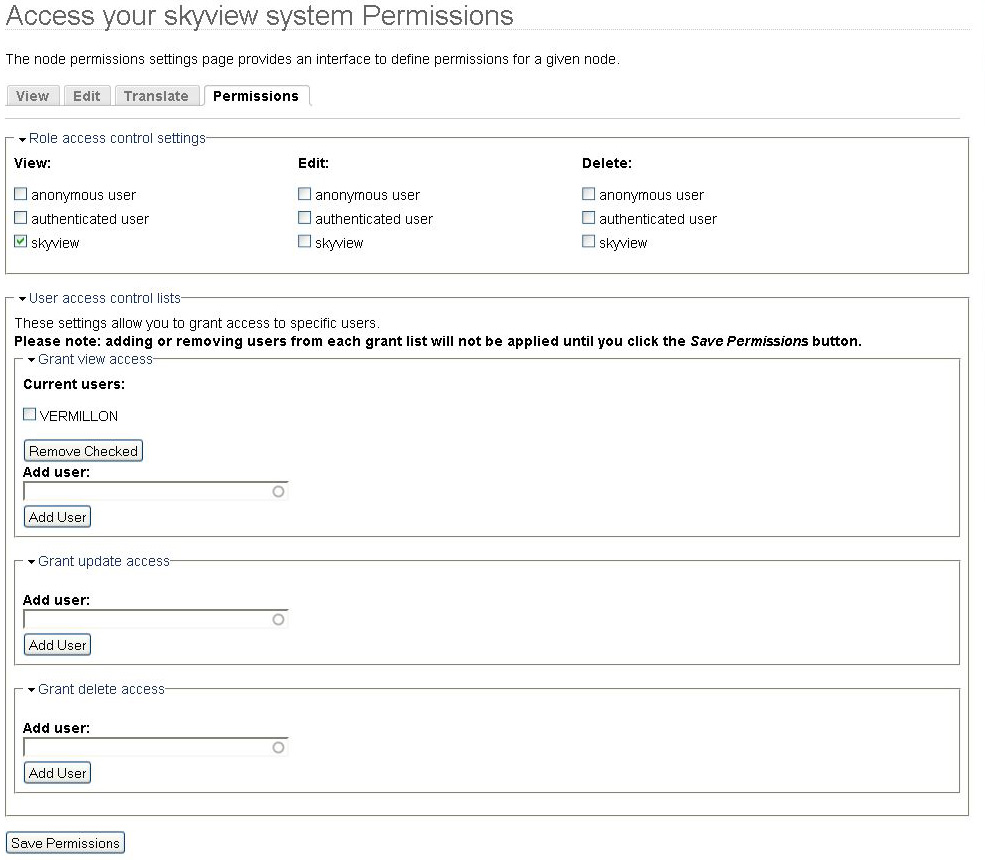 Access your skyview system Permissions
The node permissions settings page provides an interface to define permissions for a given node.
View Edit Translate Permissions
Role access control settings
View: Edit: Delete:
anonymous user anonymous user anonymous user
authenticated user authenticated user authenticated user
skyview skyview skyview
User access control lists
These settings allow you to grant access to specific users.
Please note: adding or removing users from each grant list will not be applied until you click the Save Permissions button.
Grant view access
Current users:
VERMILLON
Remove Checked
Add user:
Add User
Grant update access
Add user:
Add User
Grant delete access
Add user:
Add User
Save Permissions